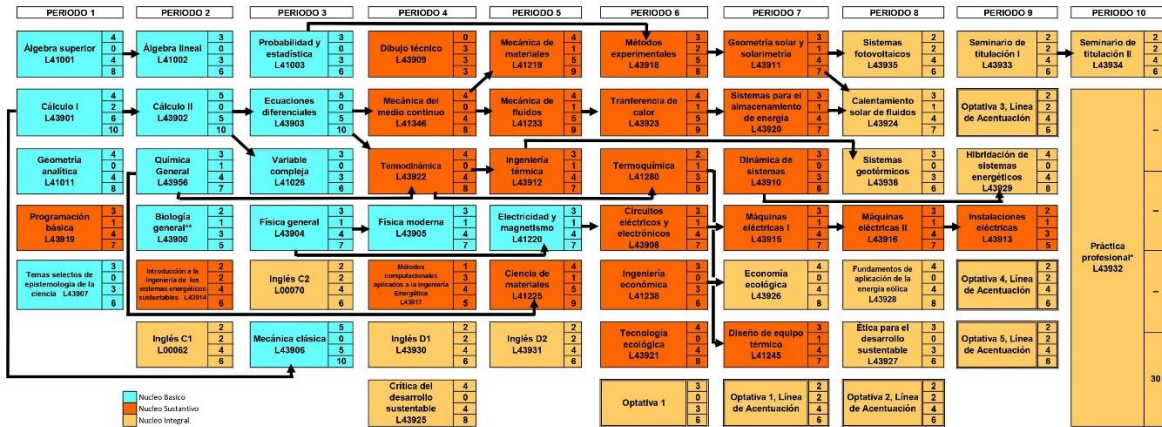 PERIODO 1
PERIODO 2
PERIODO 3
PERIODO 4
PERIODO 5
PERIODO 6
PERIODO 7
PERIODO 8
PERIODO 9
PERIODO 10
Álgebra superior
L41001
4
0
4
8
Álgebra lineal
L41002
3
0
3
6
Probabilidad y
estadística
L41003
3
0
3
6
Dibujo técnico
L43909
0
3
3
3
Mecánica de
materiales
L41219
4
1
5
9
Métodos
experimentales
L43918
3
2
5
8
Geometría solar y
solarimetría
L43911
3
1
4
7
Sistemas
fotovoltaicos
L43935
2
2
4
6
Seminario de
titulación I
L43933
2
2
4
6
Seminario de
titulación II
L43934
2
2
4
6
Cálculo I
L43901
4
2
6
10
Cálculo II
L43902
5
0
5
10
Ecuaciones
diferenciales
L43903
5
0
5
10
Mecánica del
medio contínuo
L41346
4
0
4
8
Mecánica de
fluidos
L41233
4
1
5
9
Tranferencia de
calor
L43923
4
1
5
9
Sistemas para el
almacenamiento
de energía
L43920
3
1
4
7
Calentamiento
solar de fluidos
L43924
3
1
4
7
Optativa 3, Línea
de Acentuación
2
2
4
6
Geometría
analítica
L41011
4
0
4
8
Química
General
L43956
3
1
4
7
Variable
compleja
L41026
3
0
3
6
Termodinámica
L43922
4
0
4
8
Ingeniería
térmica
L43912
3
1
4
7
Termoquímica
L41280
2
1
3
5
Dinámica de
sistemas
L43910
3
0
3
6
Sistemas
geotérmicos
L43936
3
0
3
6
Hibridación de
sistemas
energéticos
L43929
4
0
4
8
Programación
básica
L43919
3
1
4
7
Biología
general**
L43900
2
1
3
5
Física general
L43904
3
1
4
7
Física moderna
L43905
3
1
4
7
Electricidad y
magnetismo
L41220
3
1
4
7
Circuitos
eléctricos y
electrónicos
L43908
3
1
4
7
Máquinas
eléctricas I
L43915
3
1
4
7
Máquinas
eléctricas II
L43916
3
1
4
7
Instalaciones
eléctricas
L43913
2
1
3
5
Práctica
profesional*
L43932
–
–
–
30
Temas selectos de
epistemología de la
ciencia L43907
3
0
3
6
Introducción a la
Ingeniería de los
sistemas energéticos
sustentables L43914
2
2
4
6
Inglés C2
L00070
2
2
4
6
Métodos
computacionales
aplicados a la Ingeniería
Energética
L43917
1
3
4
5
Ciencia de
materiales
L41225
4
1
5
9
Ingeniería
económica
L41238
3
0
3
6
Economía
ecológica
L43926
4
0
4
8
Fundamentos de
aplicación de la
energía eólica
L43928
4
0
4
8
Optativa 4, Línea
de Acentuación
2
2
4
6
Inglés C1
L00062
2
2
4
6
Mecánica clásica
L43906
5
0
5
10
Inglés D1
L43930
2
2
4
6
Inglés D2
L43931
2
2
4
6
Tecnología
ecológica
L43921
4
0
4
8
Diseño de equipo
térmico
L41245
3
1
4
7
Ética para el
desarrollo
sustentable
L43927
3
0
3
6
Optativa 5, Línea
de Acentuación
2
2
4
6
Nucleo Basico
Nucleo Sustantivo
Nucleo Integral
Crítica del
desarrollo
sustentable
L43925
4
0
4
8
Optativa 1
3
0
3
6
Optativa 1, Línea
de Acentuación
2
2
4
6
Optativa 2, Línea
de Acentuación
2
2
4
6